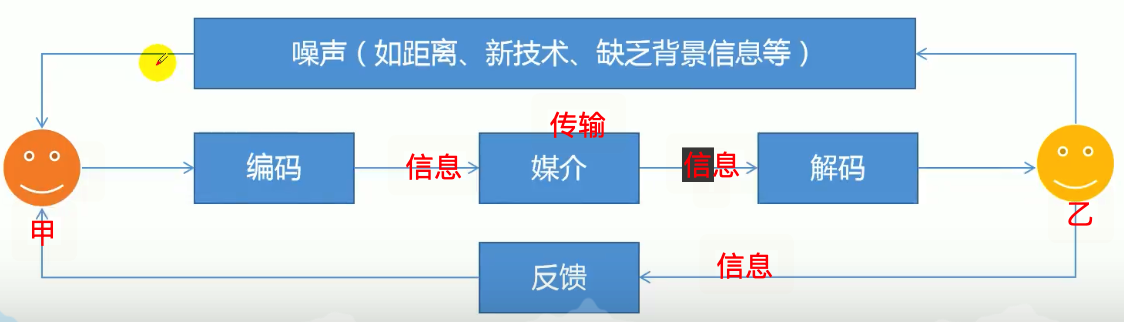 噪声（如距离、新技术、缺乏背景信息等）
传输
编码
信息
媒介
信息
解码
甲
乙
反馈
信息